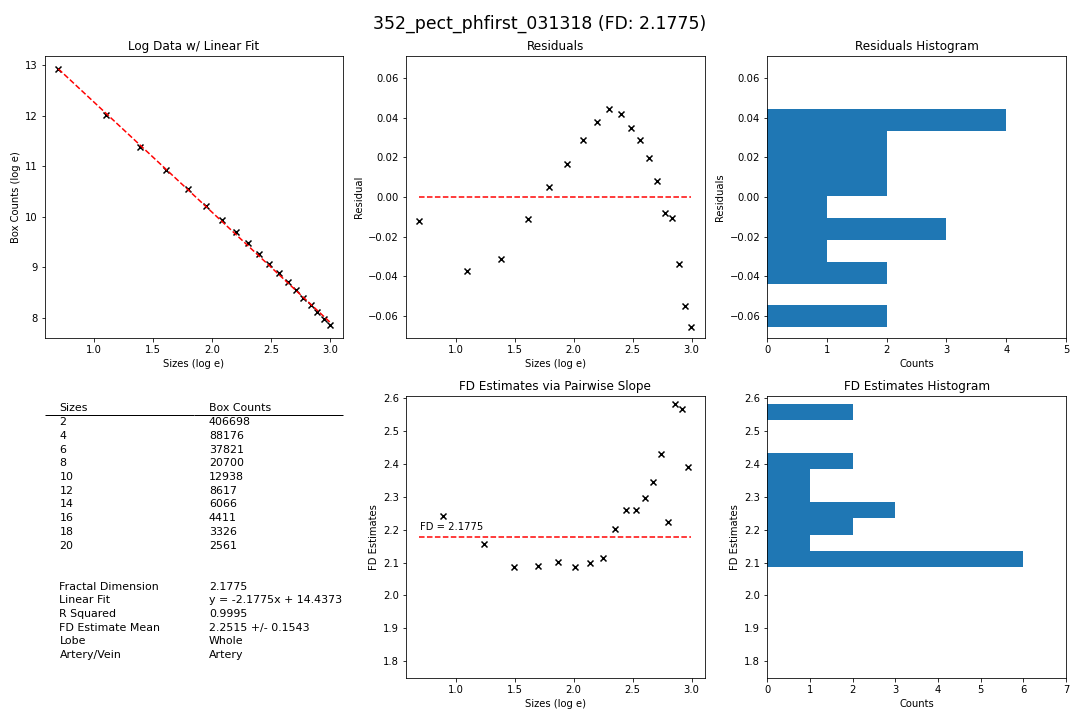 352_pect_phfirst_031318 (FD: 2.1775)
Log Data w/ Linear Fit
13
12
11
10
9
8
Box Counts (log e)
1.0 1.5 2.0 2.5 3.0
Sizes (log e)
Residuals
0.06
0.04
0.02
0.00
−0.02
−0.04
−0.06
Residual
1.0 1.5 2.0 2.5 3.0
Sizes (log e)
Residuals Histogram
0.06
0.04
0.02
0.00
−0.02
−0.04
−0.06
Residuals
0 1 2 3 4 5
Counts
Sizes Box Counts
2 406698
4 88176
6 37821
8 20700
10 12938
12 8617
14 6066
16 4411
18 3326
20 2561
Fractal Dimension 2.1775
Linear Fit y = -2.1775x + 14.4373
R Squared 0.9995
FD Estimate Mean 2.2515 +/- 0.1543
Lobe Whole
Artery/Vein Artery
FD Estimates via Pairwise Slope
2.6
2.5
2.4
2.3
2.2
2.1
2.0
1.9
1.8
FD Estimates
FD = 2.1775
1.0 1.5 2.0 2.5 3.0
Sizes (log e)
FD Estimates Histogram
2.6
2.5
2.4
2.3
2.2
2.1
2.0
1.9
1.8
FD Estimates
0 1 2 3 4 5 6 7
Counts